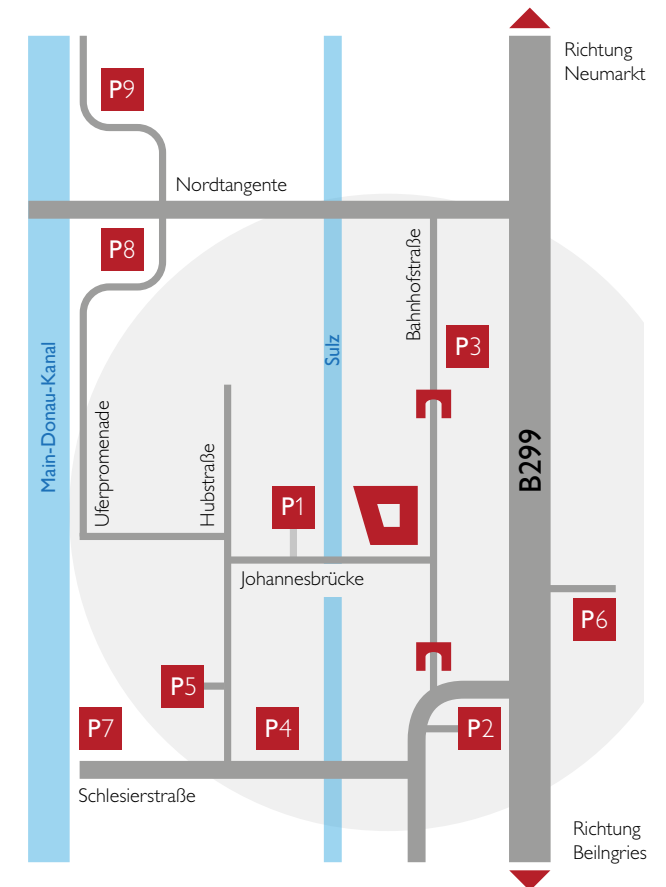 Richtung
Neumarkt
P9
Nordtangente
P8
Bahnhofstraße
P3
Sulz
Main-Donau-Kanal
Uferpromenade
Hubstraße
B299
P1
Johannesbrücke
P6
P5
P7
P4
P2
Schlesierstraße
Richtung
Beilngries